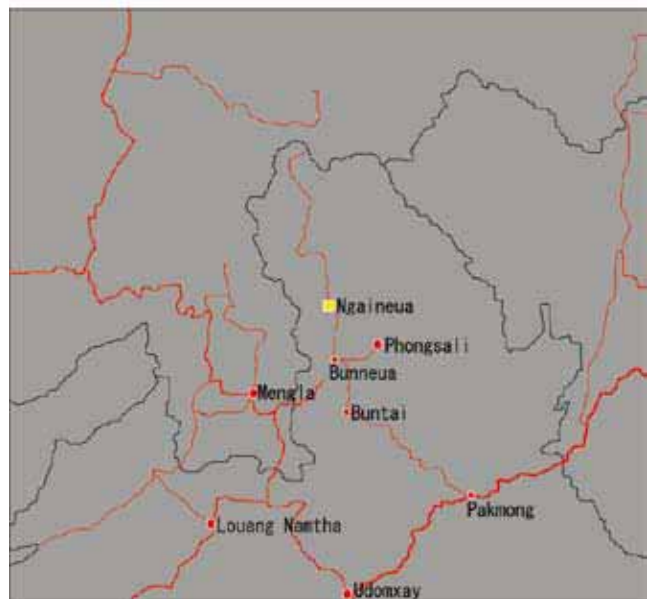 Ngaineua
Phongsali
Bunneua
Mengla
Buntai
Pakmong
Louang Namtha
Udomxay